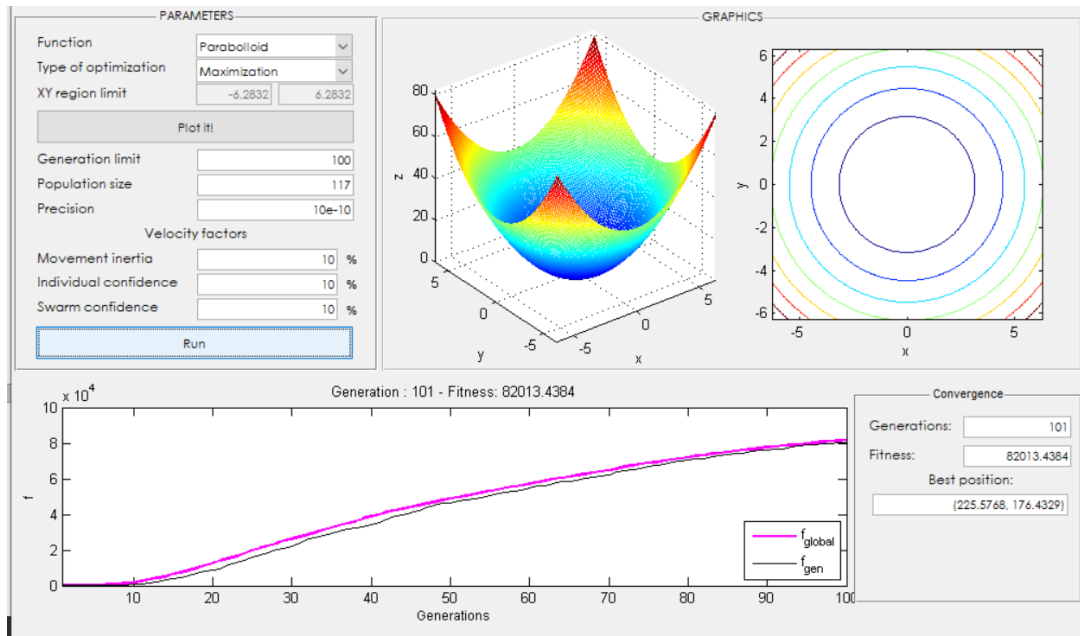 PARAMETERS
Function Parabolloid
Type of optimization Maximization
XY region limit -6.2832 6.2832
Plot it!
Generation limit 100
Population size 117
Precision 10e-10
Velocity factors
Movement inertia 10 %
Individual confidence 10 %
Swarm confidence 10 %
Run
GRAPHICS
80
60
40
20
0
z
5
0
-5
y
-5
0
5
x
6
4
2
0
-2
-4
-6
y
-5 0 5
x
x 10^4
Generation : 101 - Fitness: 82013.4384
10
8
6
4
2
0
f
10 20 30 40 50 60 70 80 90 100
Generations
f_global
f_gen
Convergence
Generations: 101
Fitness: 82013.4384
Best position:
(225.5768, 176.4329)